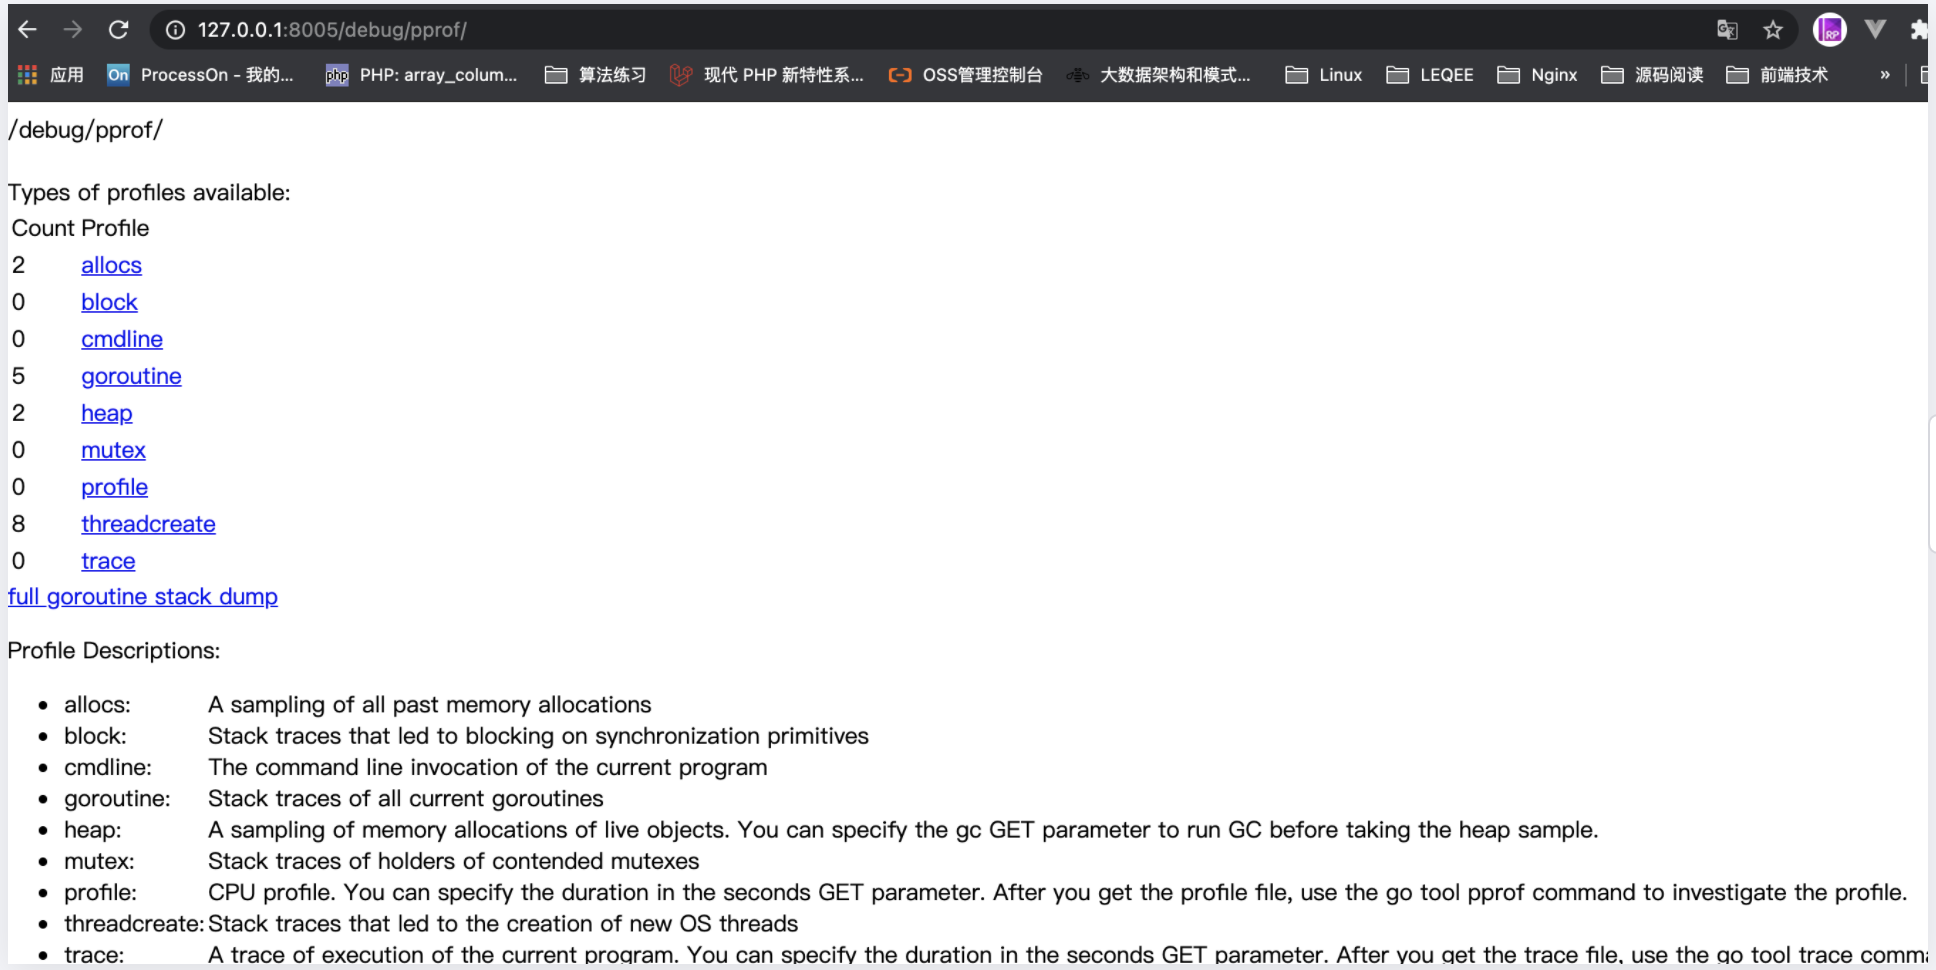 127.0.0.1:8005/debug/pprof/
应用 On ProcessOn - 我的... php PHP: array_colum... 算法练习 现代 PHP 新特性系... OSS管理控制台 大数据架构和模式... Linux LEQEE Nginx 源码阅读 前端技术 »
/debug/pprof/
Types of profiles available:
Count Profile
2 allocs
0 block
0 cmdline
5 goroutine
2 heap
0 mutex
0 profile
8 threadcreate
0 trace
full goroutine stack dump
Profile Descriptions:
• allocs: A sampling of all past memory allocations
• block: Stack traces that led to blocking on synchronization primitives
• cmdline: The command line invocation of the current program
• goroutine: Stack traces of all current goroutines
• heap: A sampling of memory allocations of live objects. You can specify the gc GET parameter to run GC before taking the heap sample.
• mutex: Stack traces of holders of contended mutexes
• profile: CPU profile. You can specify the duration in the seconds GET parameter. After you get the profile file, use the go tool pprof command to investigate the profile.
• threadcreate: Stack traces that led to the creation of new OS threads
• trace: A trace of execution of the current program. You can specify the duration in the seconds GET parameter. After you get the trace file, use the go tool trace comm